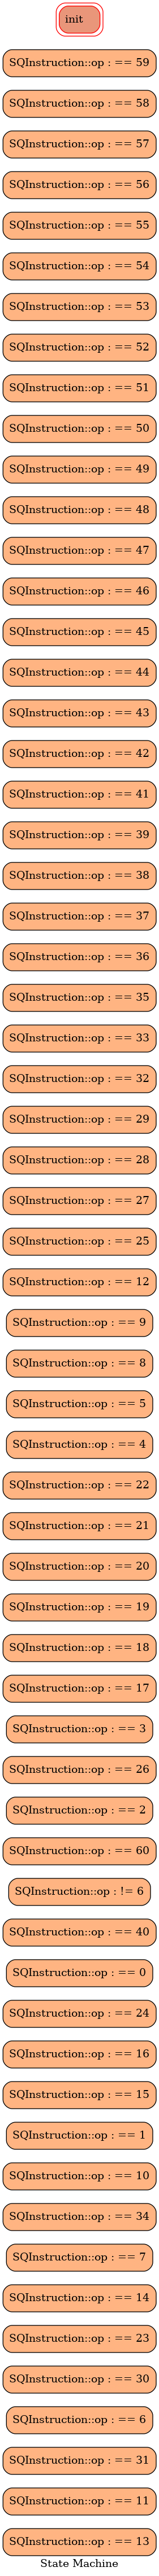 init
SQInstruction::op : == 59
SQInstruction::op : == 58
SQInstruction::op : == 57
SQInstruction::op : == 56
SQInstruction::op : == 55
SQInstruction::op : == 54
SQInstruction::op : == 53
SQInstruction::op : == 52
SQInstruction::op : == 51
SQInstruction::op : == 50
SQInstruction::op : == 49
SQInstruction::op : == 48
SQInstruction::op : == 47
SQInstruction::op : == 46
SQInstruction::op : == 45
SQInstruction::op : == 44
SQInstruction::op : == 43
SQInstruction::op : == 42
SQInstruction::op : == 41
SQInstruction::op : == 39
SQInstruction::op : == 38
SQInstruction::op : == 37
SQInstruction::op : == 36
SQInstruction::op : == 35
SQInstruction::op : == 33
SQInstruction::op : == 32
SQInstruction::op : == 29
SQInstruction::op : == 28
SQInstruction::op : == 27
SQInstruction::op : == 25
SQInstruction::op : == 12
SQInstruction::op : == 9
SQInstruction::op : == 8
SQInstruction::op : == 5
SQInstruction::op : == 4
SQInstruction::op : == 22
SQInstruction::op : == 21
SQInstruction::op : == 20
SQInstruction::op : == 19
SQInstruction::op : == 18
SQInstruction::op : == 17
SQInstruction::op : == 3
SQInstruction::op : == 26
SQInstruction::op : == 2
SQInstruction::op : == 60
SQInstruction::op : != 6
SQInstruction::op : == 40
SQInstruction::op : == 0
SQInstruction::op : == 24
SQInstruction::op : == 16
SQInstruction::op : == 15
SQInstruction::op : == 1
SQInstruction::op : == 10
SQInstruction::op : == 34
SQInstruction::op : == 7
SQInstruction::op : == 14
SQInstruction::op : == 23
SQInstruction::op : == 30
SQInstruction::op : == 6
SQInstruction::op : == 31
SQInstruction::op : == 11
SQInstruction::op : == 13
State Machine